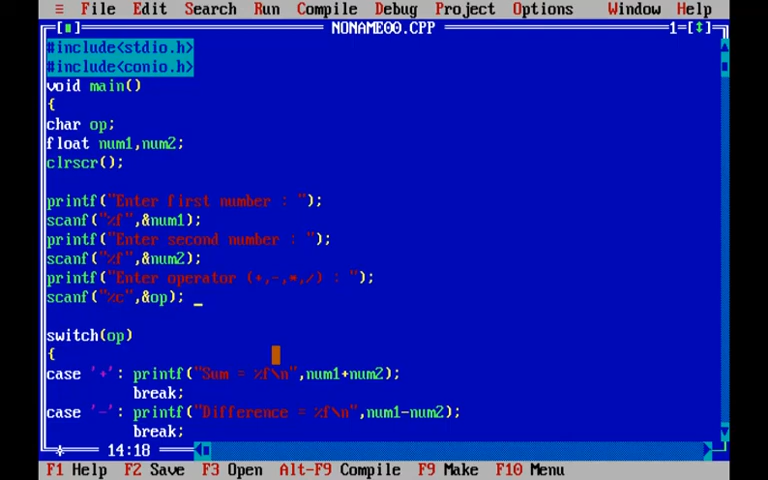 ≡ File Edit Search Run Compile Debug Project Options Window Help
[■] NONAME00.CPP 1=[↕]
#include<stdio.h>
#include<conio.h>
void main()
{
char op;
float num1,num2;
clrscr();
printf("Enter first number : ");
scanf("%f",&num1);
printf("Enter second number : ");
scanf("%f",&num2);
printf("Enter operator (+,-,*,/) : ");
scanf("%c",&op); _
switch(op)
{
case '+': printf("Sum = %f\n",num1+num2);
break;
case '-': printf("Difference = %f\n",num1-num2);
break;
* 14:18
F1 Help F2 Save F3 Open Alt-F9 Compile F9 Make F10 Menu